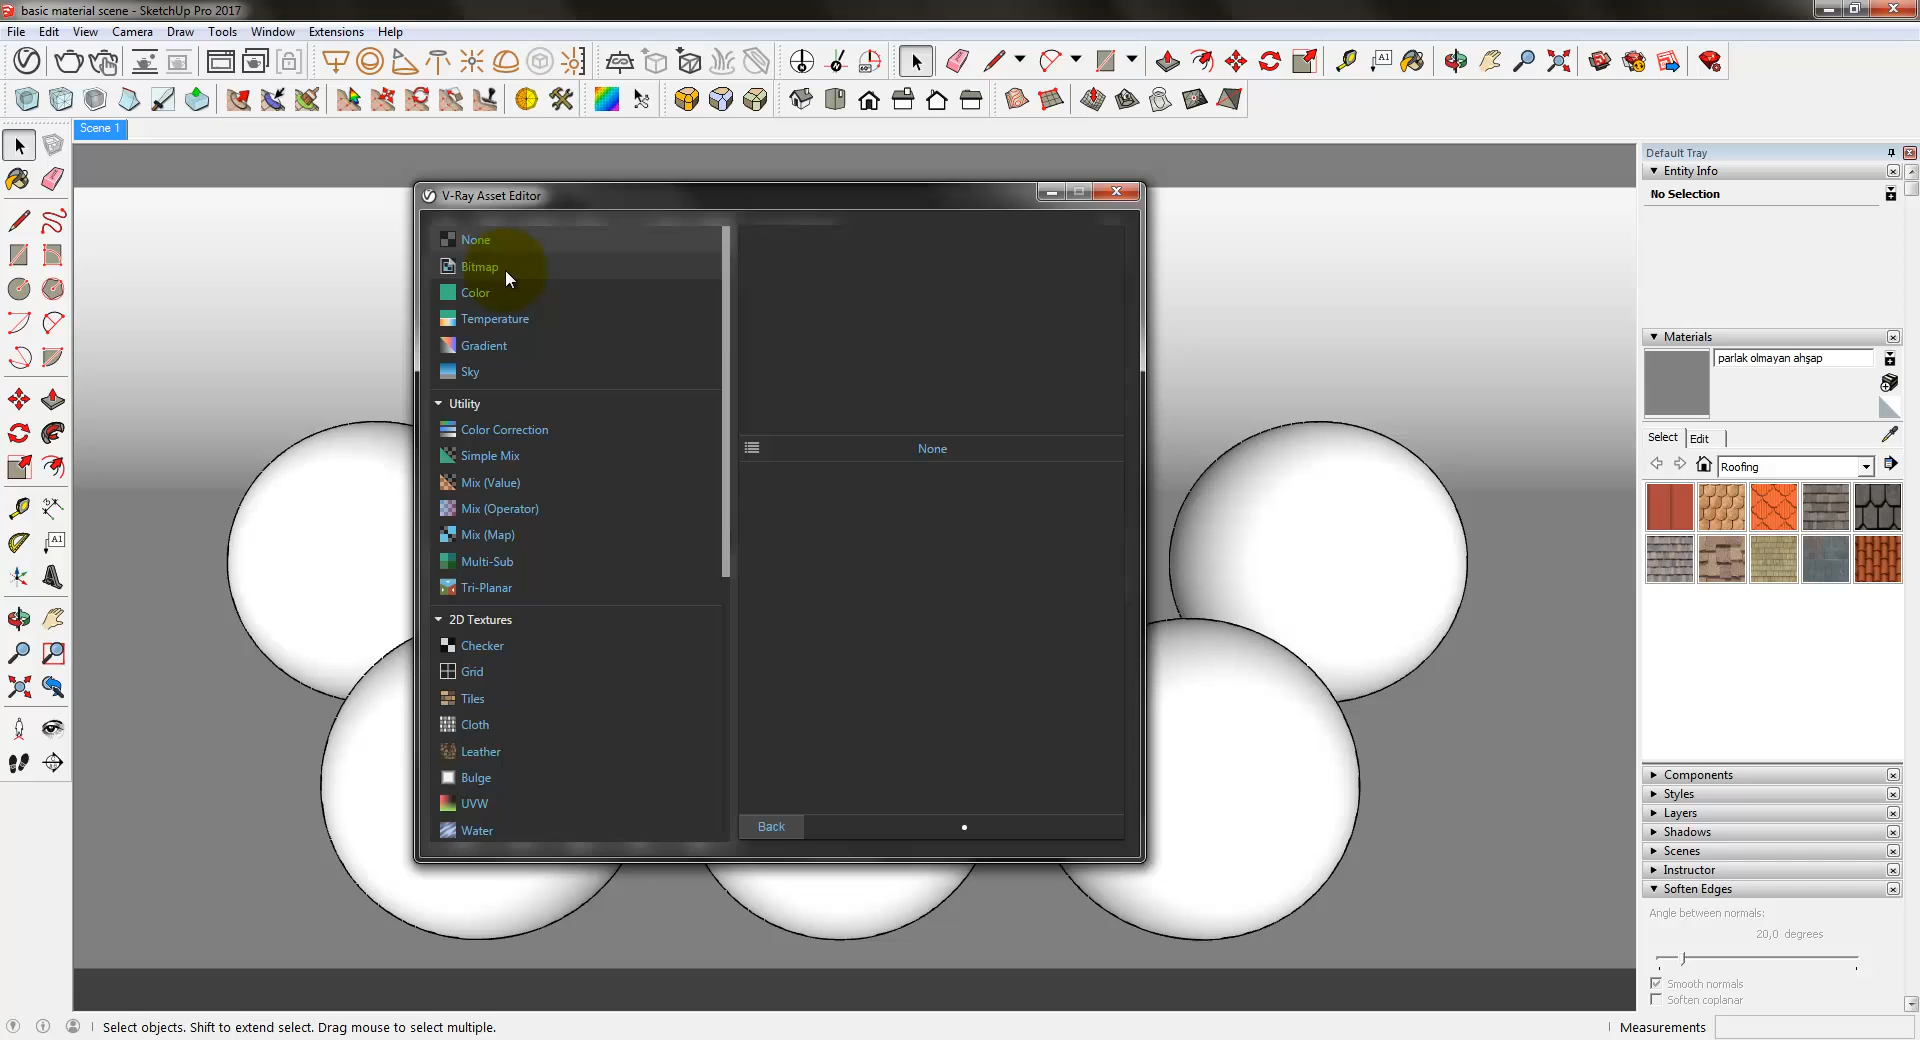 basic material scene - SketchUp Pro 2017
File Edit View Camera Draw Tools Window Extensions Help
A1
Scene 1
A1
V-Ray Asset Editor
None
Bitmap
Color
Temperature
Gradient
Sky
Utility
Color Correction
Simple Mix
Mix (Value)
Mix (Operator)
Mix (Map)
Multi-Sub
Tri-Planar
2D Textures
Checker
Grid
Tiles
Cloth
Leather
Bulge
UVW
Water
None
Back
Default Tray
Entity Info
No Selection
Materials
parlak olmayan ahşap
Select Edit
Roofing
Components
Styles
Layers
Shadows
Scenes
Instructor
Soften Edges
Angle between normals:
20,0 degrees
Smooth normals
Soften coplanar
Select objects. Shift to extend select. Drag mouse to select multiple.
Measurements